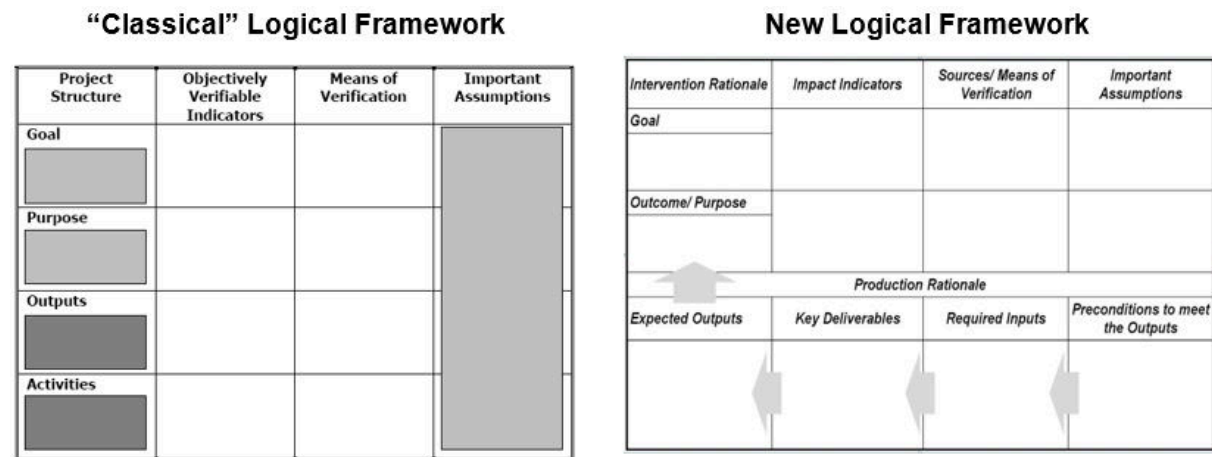 “Classical” Logical Framework
Project
Structure
Objectively
Verifiable
Indicators
Means of
Verification
Important
Assumptions
Goal
Purpose
Outputs
Activities
New Logical Framework
Intervention Rationale
Impact Indicators
Sources/ Means of
Verification
Important
Assumptions
Goal
Outcome/ Purpose
Production Rationale
Expected Outputs
Key Deliverables
Required Inputs
Preconditions to meet
the Outputs